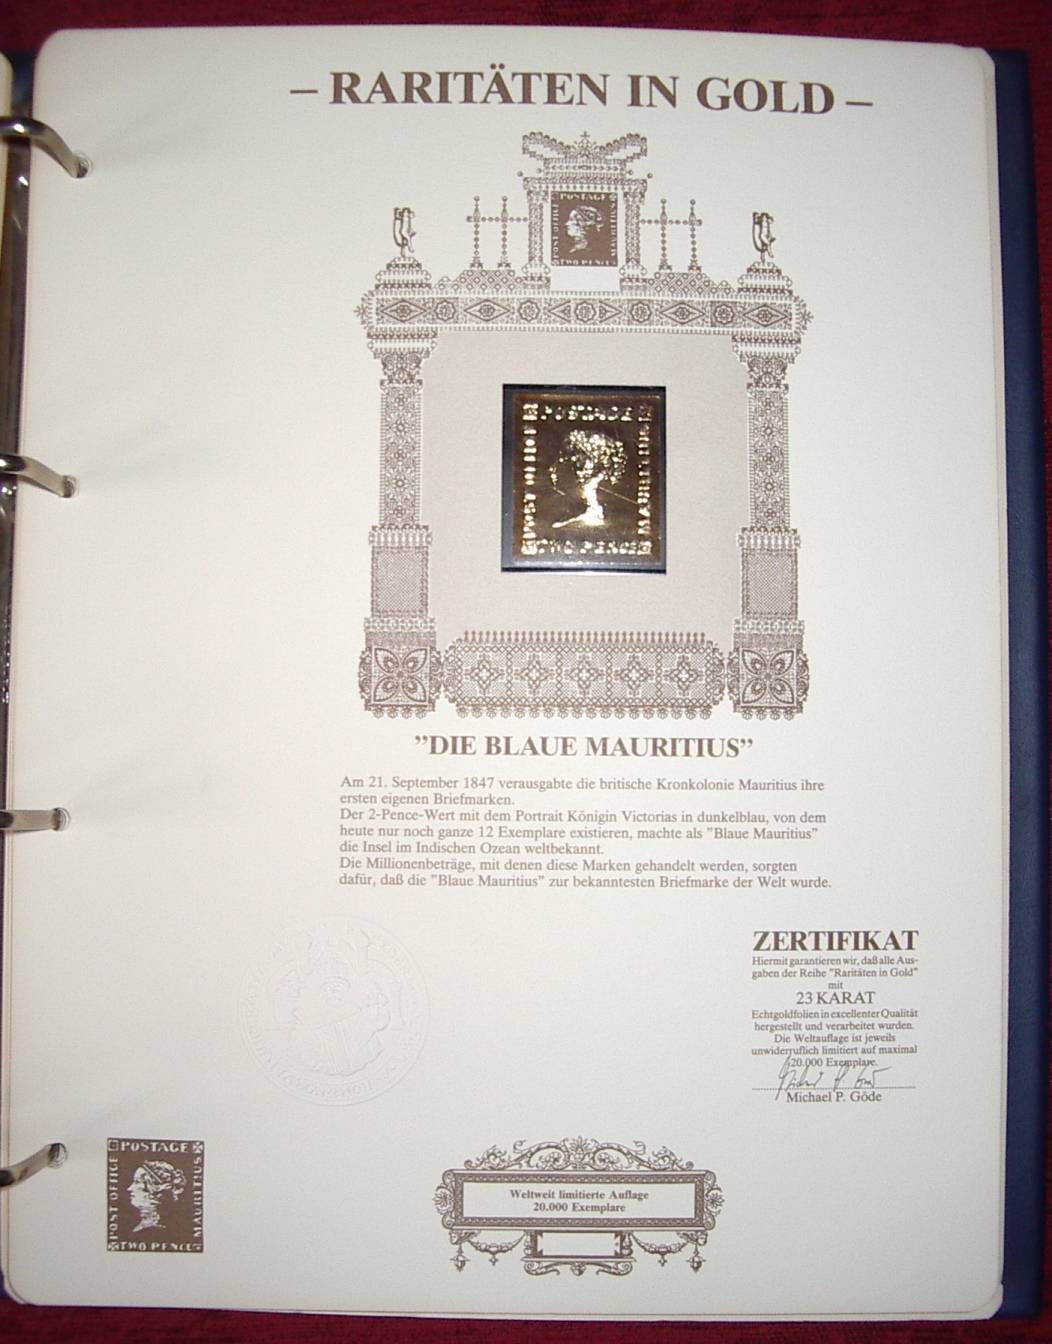 – RARITÄTEN IN GOLD –
POSTAGE
POST OFFICE
MAURITIUS
TWO PENCE
POSTAGE
POST OFFICE
MAURITIUS
TWO PENCE
"DIE BLAUE MAURITIUS"
Am 21. September 1847 verausgabte die britische Kronkolonie Mauritius ihre
ersten eigenen Briefmarken.
Der 2-Pence-Wert mit dem Portrait Königin Victorias in dunkelblau, von dem
heute nur noch ganze 12 Exemplare existieren, machte als "Blaue Mauritius"
die Insel im Indischen Ozean weltbekannt.
Die Millionenbeträge, mit denen diese Marken gehandelt werden, sorgten
dafür, daß die "Blaue Mauritius" zur bekanntesten Briefmarke der Welt wurde.
ZERTIFIKAT
Hiermit garantieren wir, daß alle Aus-
gaben der Reihe "Raritäten in Gold"
mit
23 KARAT
Echtgoldfolien in excellenter Qualität
hergestellt und verarbeitet wurden.
Die Weltauflage ist jeweils
unwiderruflich limitiert auf maximal
20.000 Exemplare.
Michael P. Göde
POSTAGE
POST OFFICE
MAURITIUS
TWO PENCE
Weltweit limitierte Auflage
20.000 Exemplare